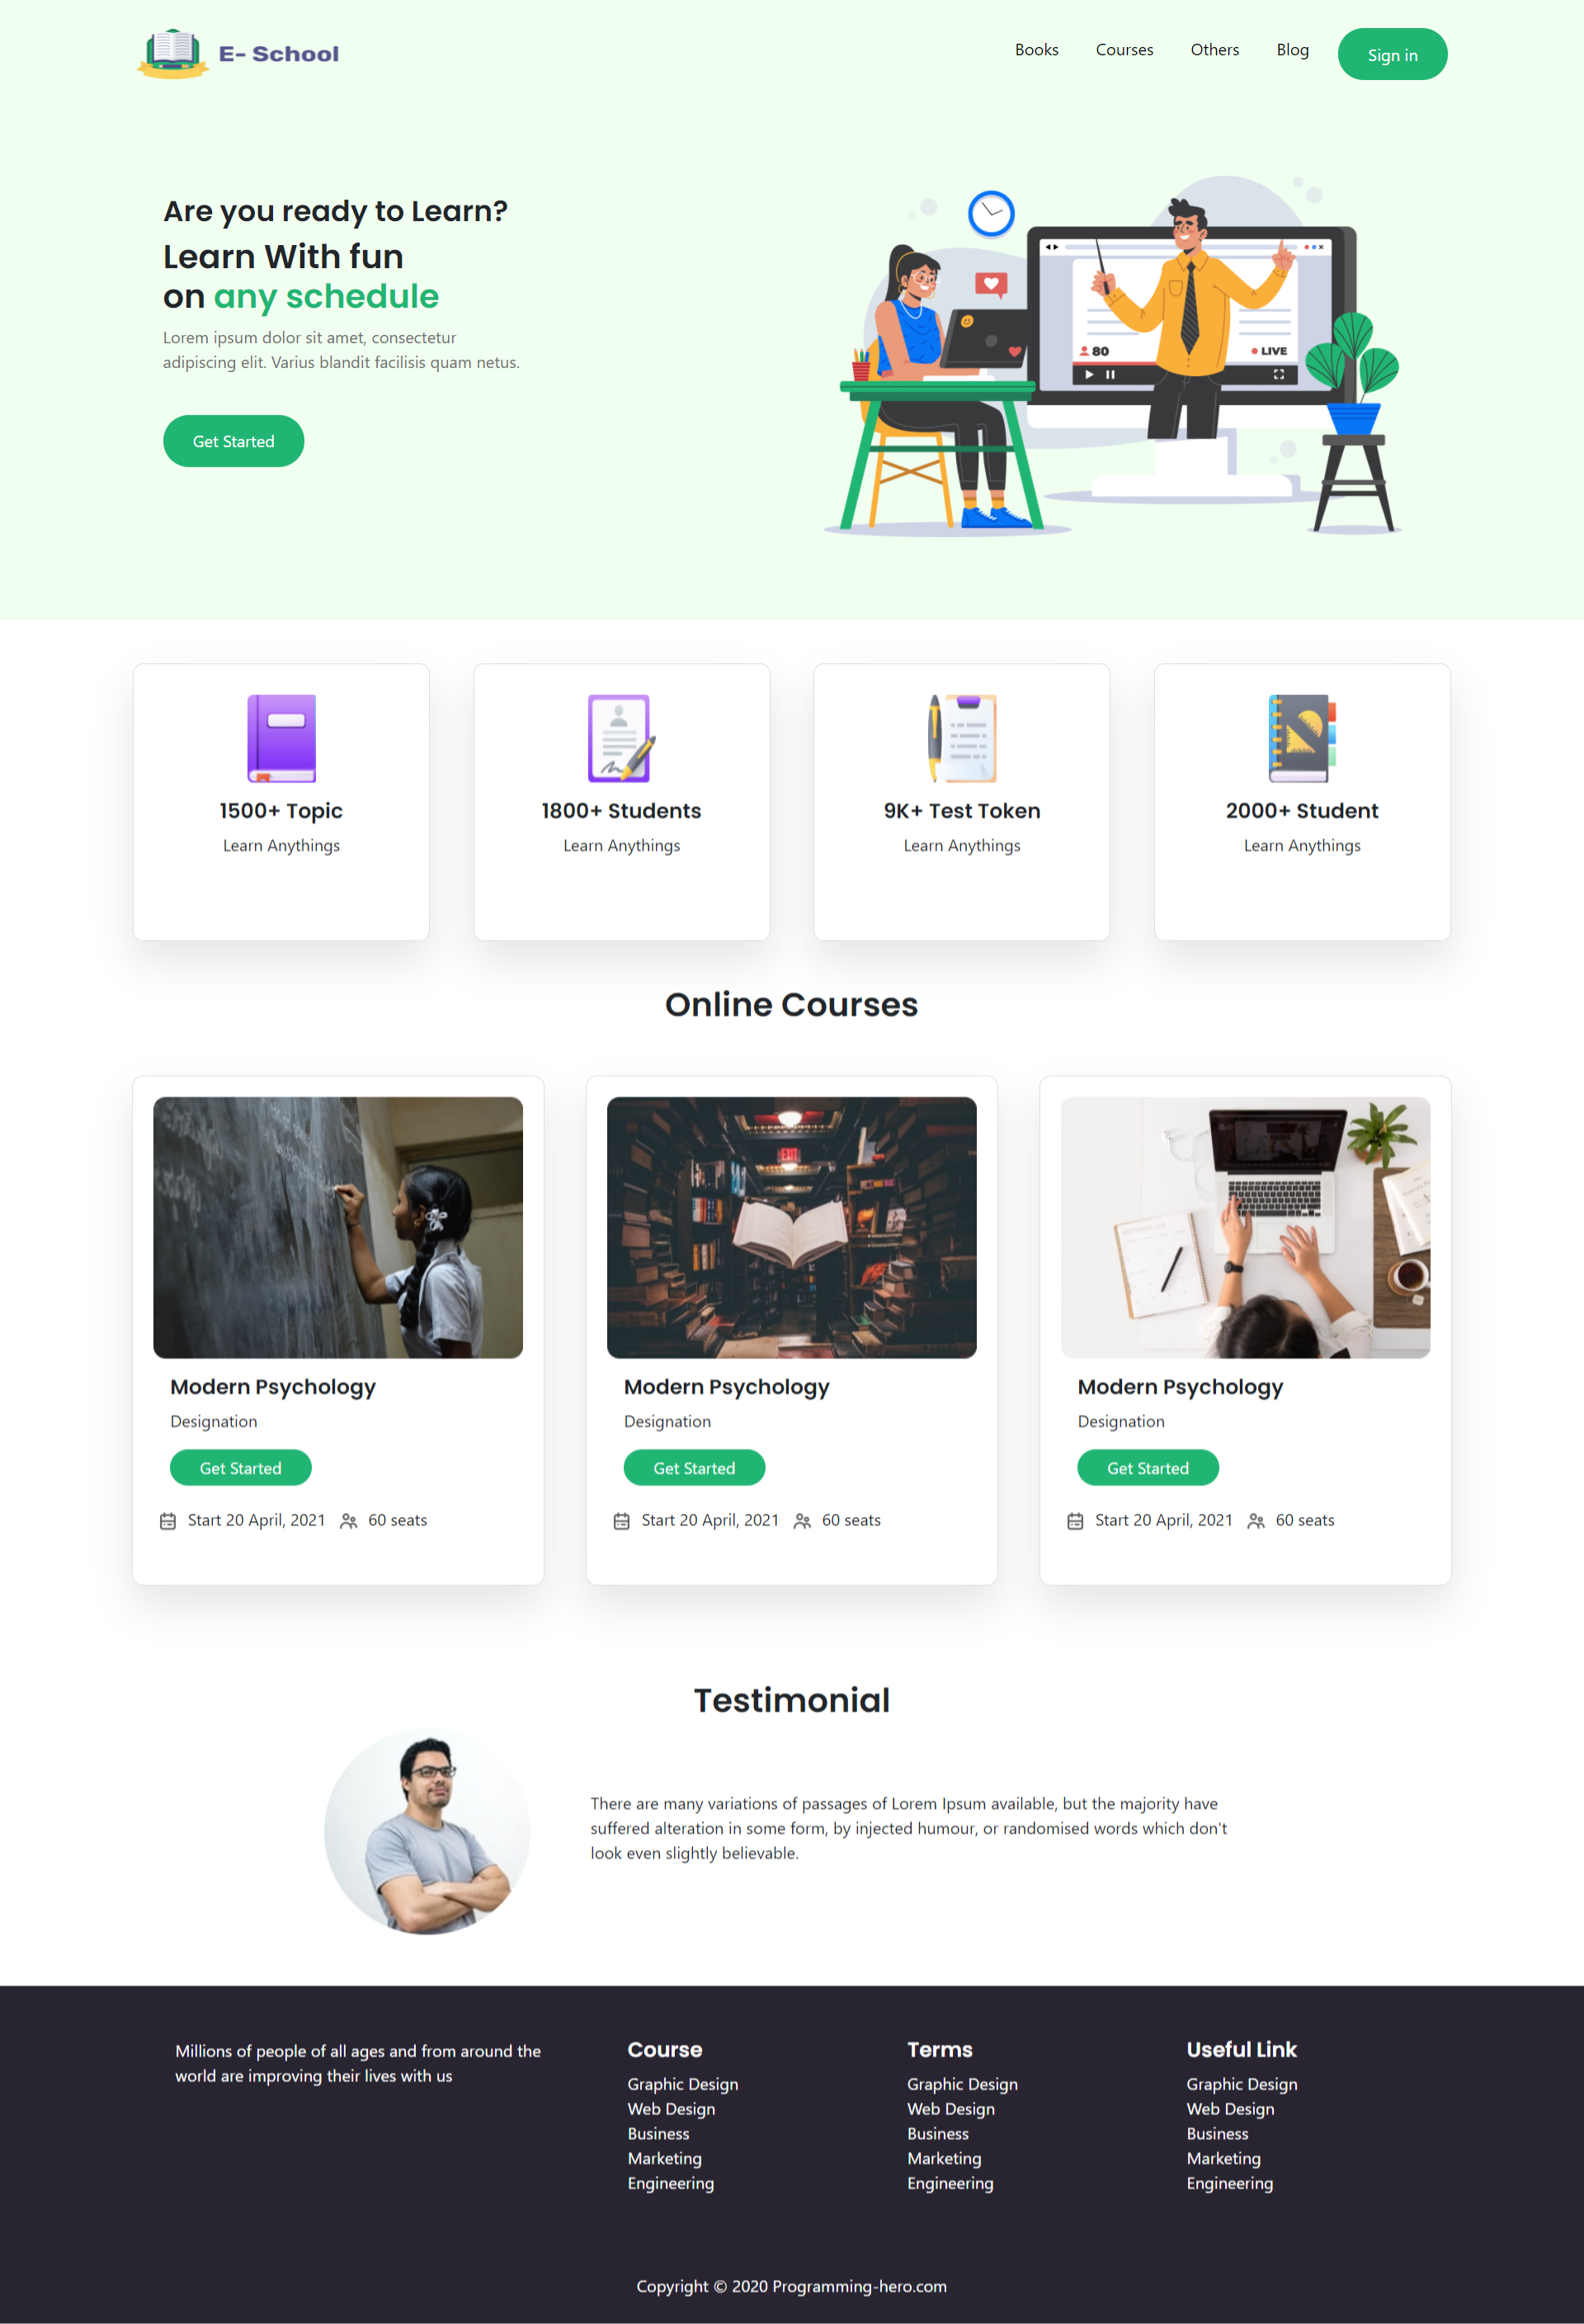 E- School
Books Courses Others Blog Sign in
Are you ready to Learn?
Learn With fun
on any schedule
Lorem ipsum dolor sit amet, consectetur
adipiscing elit. Varius blandit facilisis quam netus.
Get Started
80
LIVE
1500+ Topic
Learn Anythings
1800+ Students
Learn Anythings
9K+ Test Token
Learn Anythings
2000+ Student
Learn Anythings
Online Courses
EXIT
Modern Psychology
Designation
Get Started
Start 20 April, 2021 60 seats
Modern Psychology
Designation
Get Started
Start 20 April, 2021 60 seats
Modern Psychology
Designation
Get Started
Start 20 April, 2021 60 seats
Testimonial
There are many variations of passages of Lorem Ipsum available, but the majority have
suffered alteration in some form, by injected humour, or randomised words which don't
look even slightly believable.
Millions of people of all ages and from around the
world are improving their lives with us
Course
Graphic Design
Web Design
Business
Marketing
Engineering
Terms
Graphic Design
Web Design
Business
Marketing
Engineering
Useful Link
Graphic Design
Web Design
Business
Marketing
Engineering
Copyright © 2020 Programming-hero.com